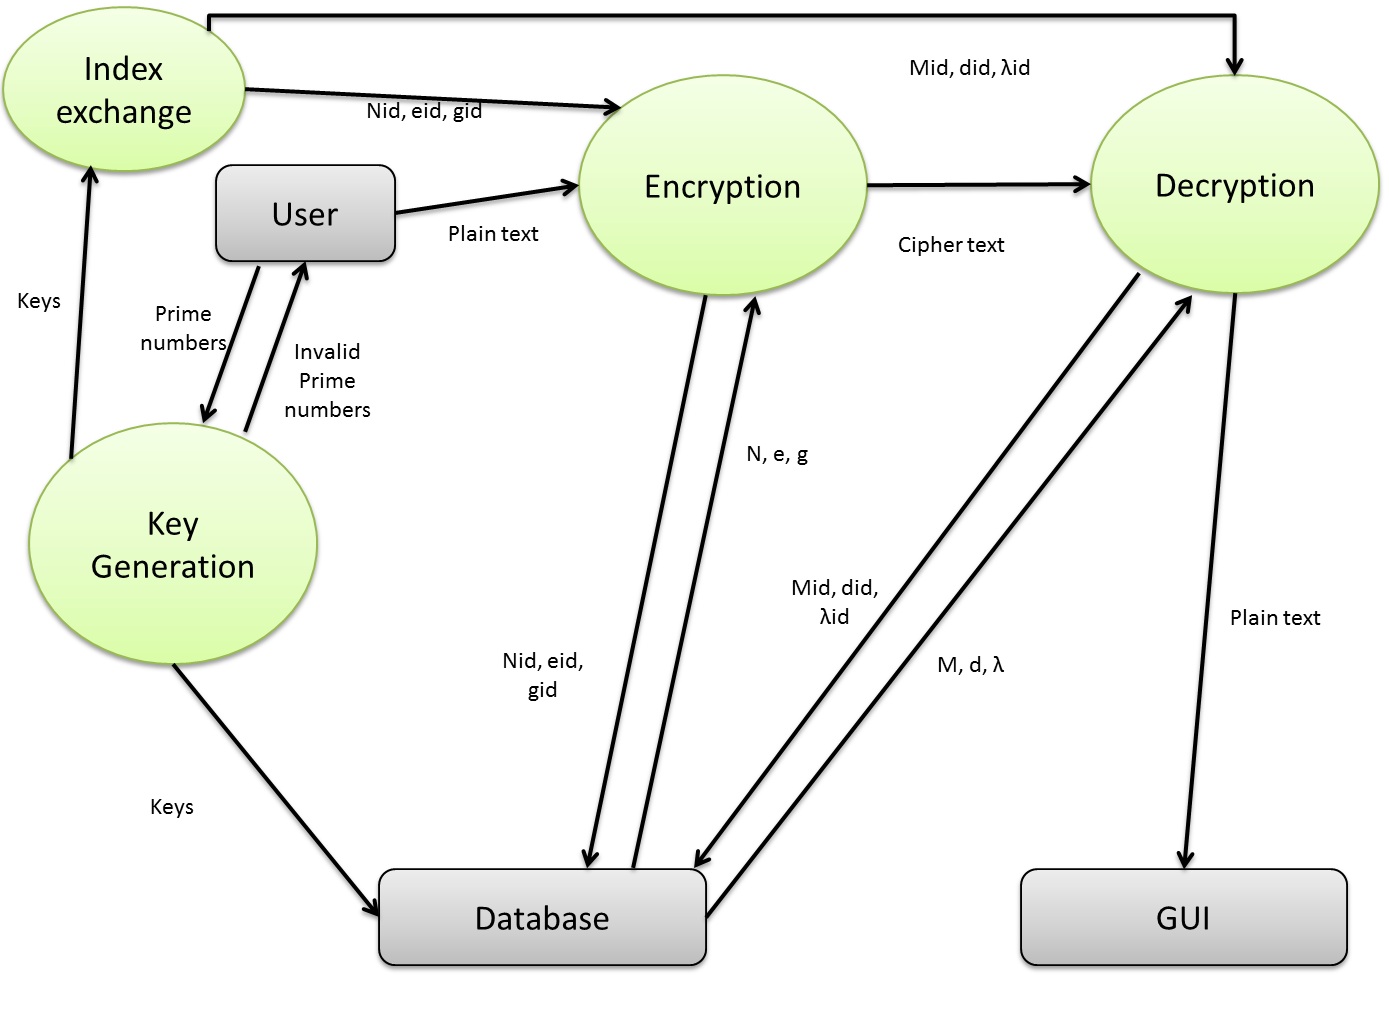 Index
exchange
Mid, did, λid
Nid, eid, gid
User
Encryption
Decryption
Plain text
Cipher text
Keys
Prime
numbers
Invalid
Prime
numbers
N, e, g
Key
Generation
Mid, did,
λid
Plain text
Nid, eid,
gid
M, d, λ
Keys
Database
GUI